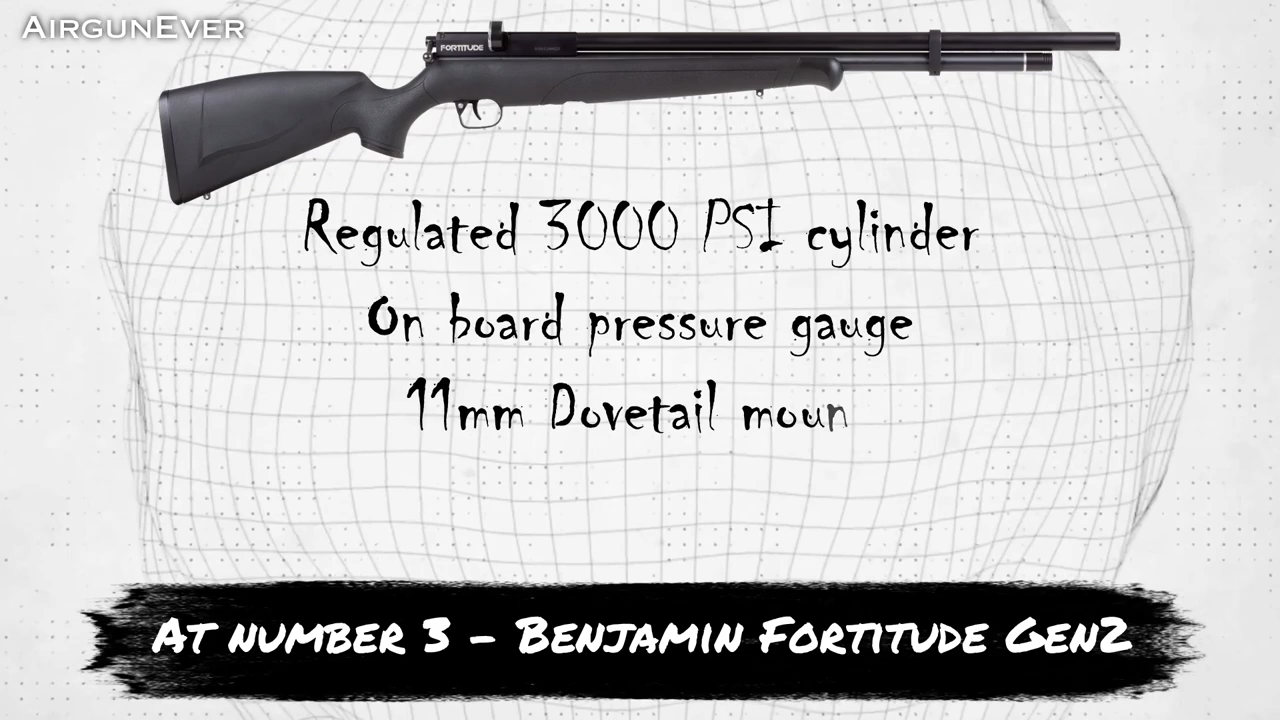 AirgunEver
FORTITUDE
Regulated 3000 PSI cylinder
On board pressure gauge
11mm Dovetail moun
At number 3 - Benjamin Fortitude Gen2